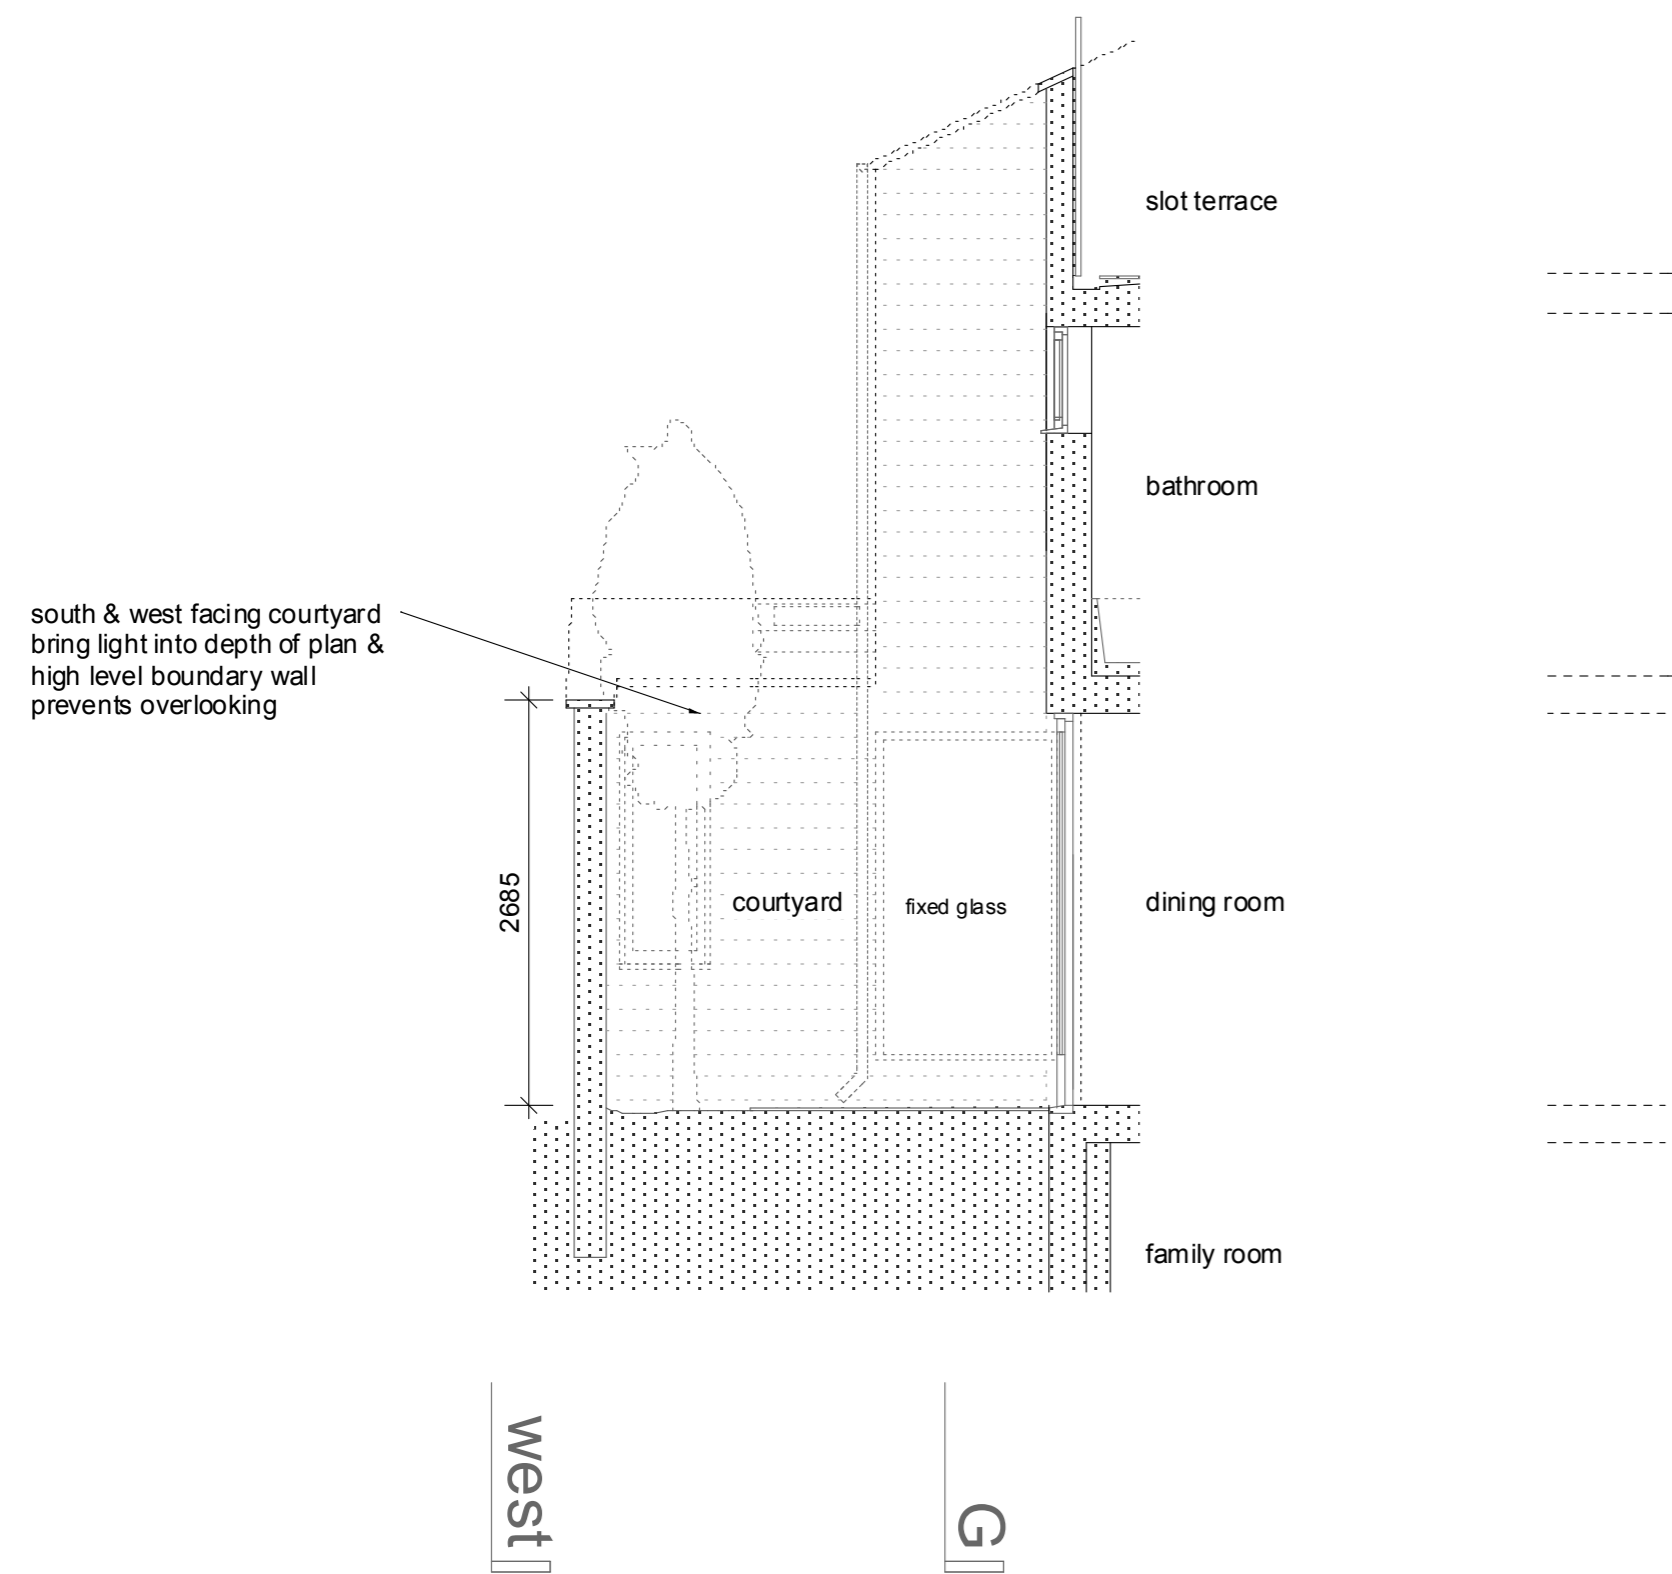 slot terrace
bathroom
south & west facing courtyard
bring light into depth of plan &
high level boundary wall
prevents overlooking
2685
courtyard
fixed glass
dining room
family room
west
G